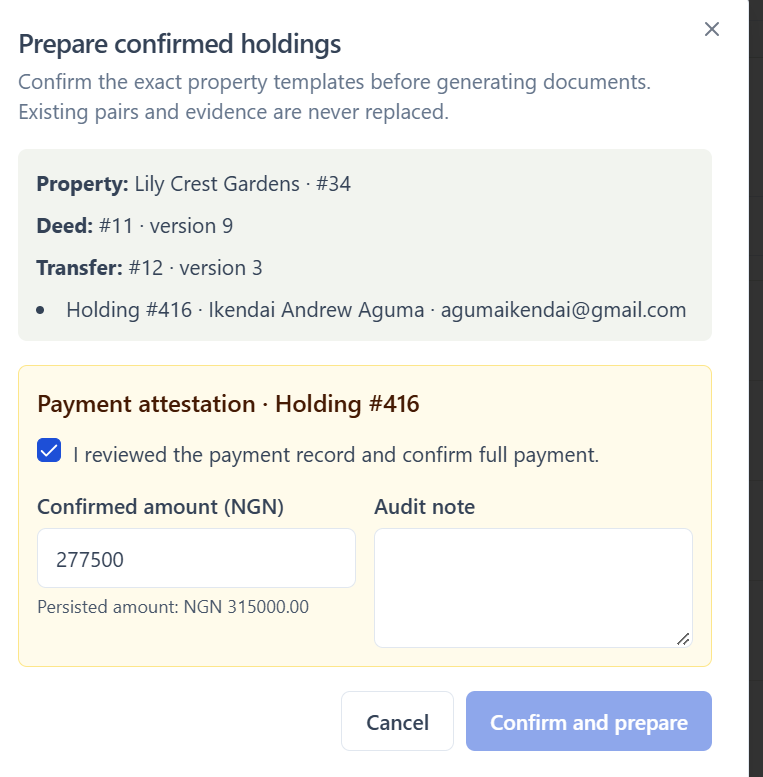 Prepare confirmed holdings
Confirm the exact property templates before generating documents.
Existing pairs and evidence are never replaced.
Property: Lily Crest Gardens · #34
Deed: #11 · version 9
Transfer: #12 · version 3
• Holding #416 · Ikendai Andrew Aguma · agumaikendai@gmail.com
Payment attestation · Holding #416
I reviewed the payment record and confirm full payment.
Confirmed amount (NGN)
277500
Persisted amount: NGN 315000.00
Audit note
Cancel
Confirm and prepare